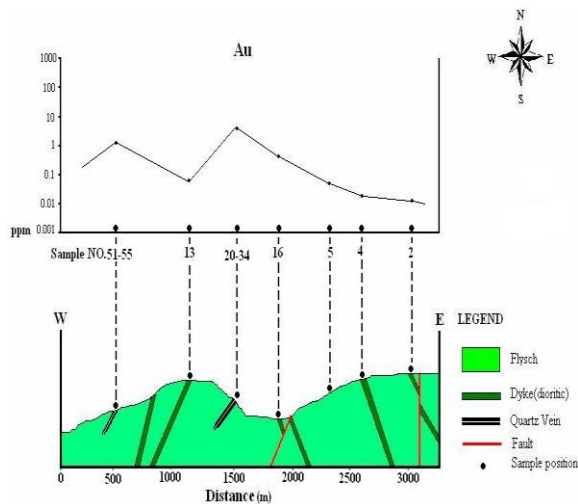 Au
N
W E
S
1000
100
10
1
0.1
0.01
ppm 0.001
Sample NO.51-55 13 20-34 16 5 4 2
W E
LEGEND
Flysch
Dyke(dioritic)
Quartz Vein
Fault
Sample position
0 500 1000 1500 2000 2500 3000
Distance (m)